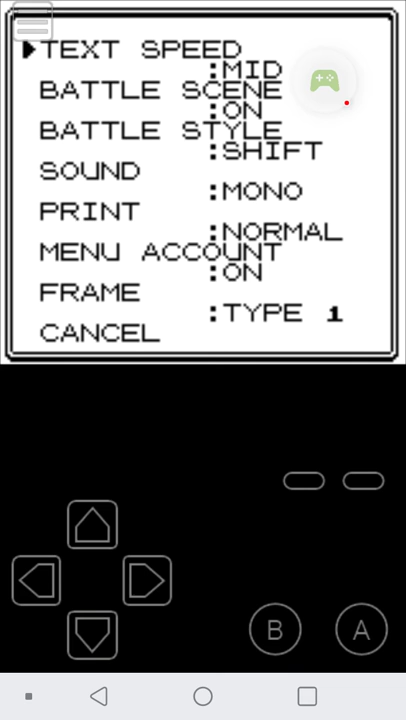 TEXT SPEED
:MID
BATTLE SCENE
:ON
BATTLE STYLE
:SHIFT
SOUND
:MONO
PRINT
:NORMAL
MENU ACCOUNT
:ON
FRAME
:TYPE 1
CANCEL
B A